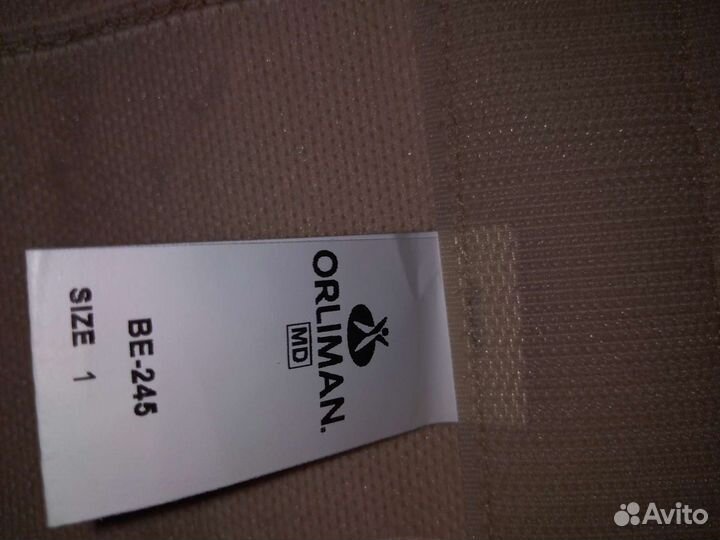 ORLIMAN.
MD
BE-245
SIZE 1
Avito